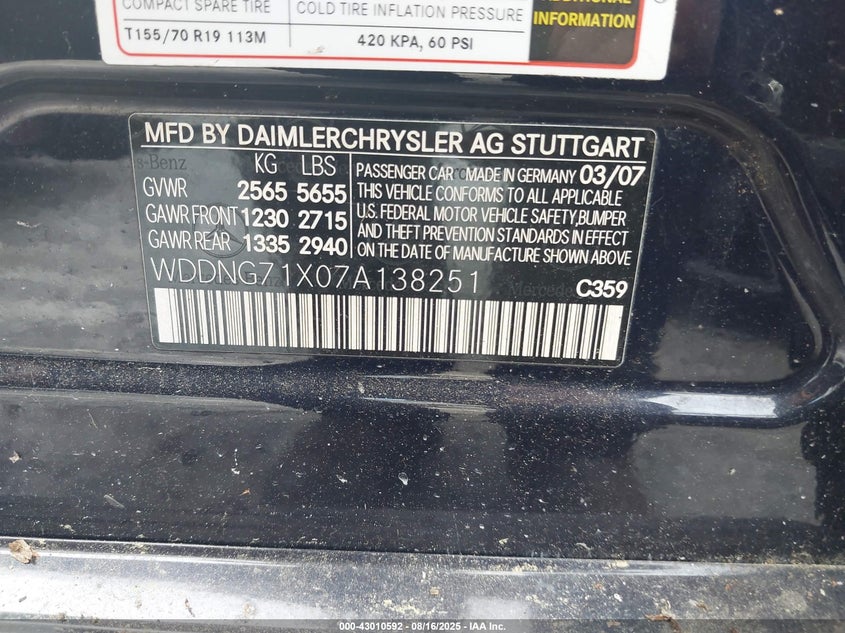 COMPACT SPARE TIRE
COLD TIRE INFLATION PRESSURE
INFORMATION
T155/70 R19 113M
420 KPA, 60 PSI
MFD BY DAIMLERCHRYSLER AG STUTTGART
KG LBS
GVWR 2565 5655
GAWR FRONT 1230 2715
GAWR REAR 1335 2940
PASSENGER CAR MADE IN GERMANY 03/07
THIS VEHICLE CONFORMS TO ALL APPLICABLE
U.S. FEDERAL MOTOR VEHICLE SAFETY,BUMPER
AND THEFT PREVENTION STANDARDS IN EFFECT
ON THE DATE OF MANUFACTURE SHOWN ABOVE
WDDNG71X07A138251
C359
000-43010592 - 08/16/2025 - IAA Inc.